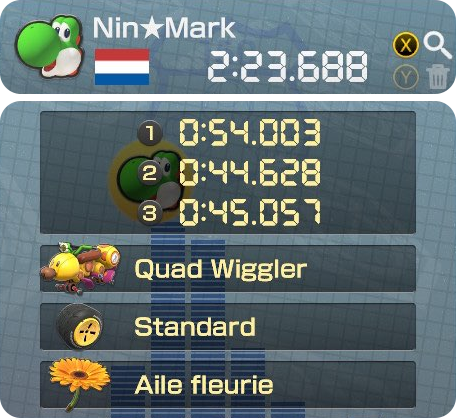 Nin★Mark
2:23.688
X
Y
1 0:54.003
2 0:44.628
3 0:45.057
Quad Wiggler
Standard
Aile fleurie